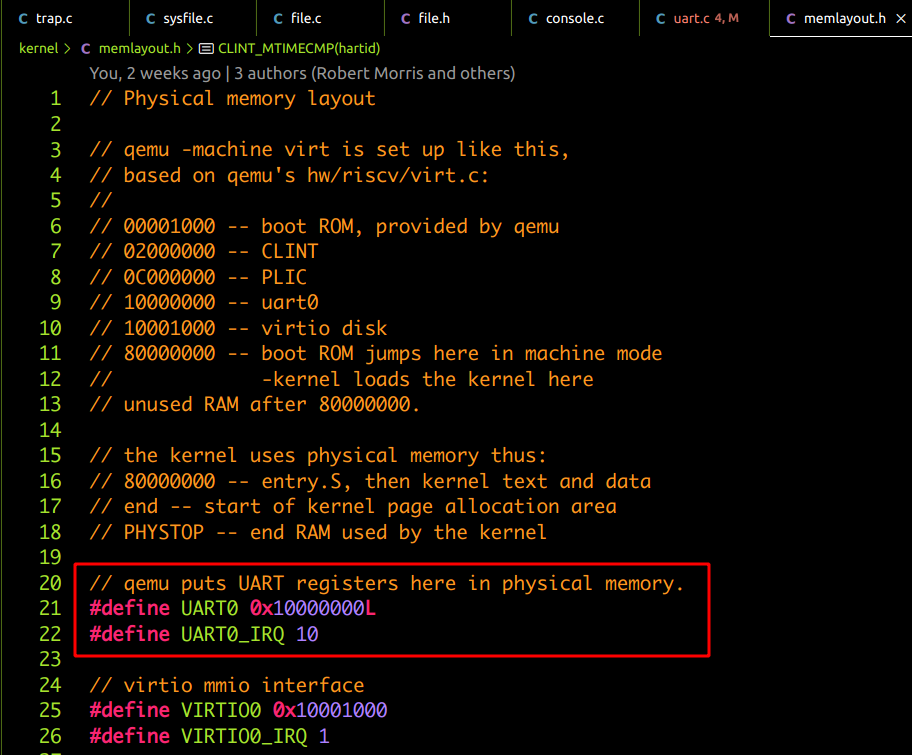 C trap.c C sysfile.c C file.c C file.h C console.c C uart.c 4, M C memlayout.h ×
kernel > C memlayout.h > CLINT_MTIMECMP(hartid)
You, 2 weeks ago | 3 authors (Robert Morris and others)
1 // Physical memory layout
2
3 // qemu -machine virt is set up like this,
4 // based on qemu's hw/riscv/virt.c:
5 //
6 // 00001000 -- boot ROM, provided by qemu
7 // 02000000 -- CLINT
8 // 0C000000 -- PLIC
9 // 10000000 -- uart0
10 // 10001000 -- virtio disk
11 // 80000000 -- boot ROM jumps here in machine mode
12 //             -kernel loads the kernel here
13 // unused RAM after 80000000.
14
15 // the kernel uses physical memory thus:
16 // 80000000 -- entry.S, then kernel text and data
17 // end -- start of kernel page allocation area
18 // PHYSTOP -- end RAM used by the kernel
19
20 // qemu puts UART registers here in physical memory.
21 #define UART0 0x10000000L
22 #define UART0_IRQ 10
23
24 // virtio mmio interface
25 #define VIRTIO0 0x10001000
26 #define VIRTIO0_IRQ 1